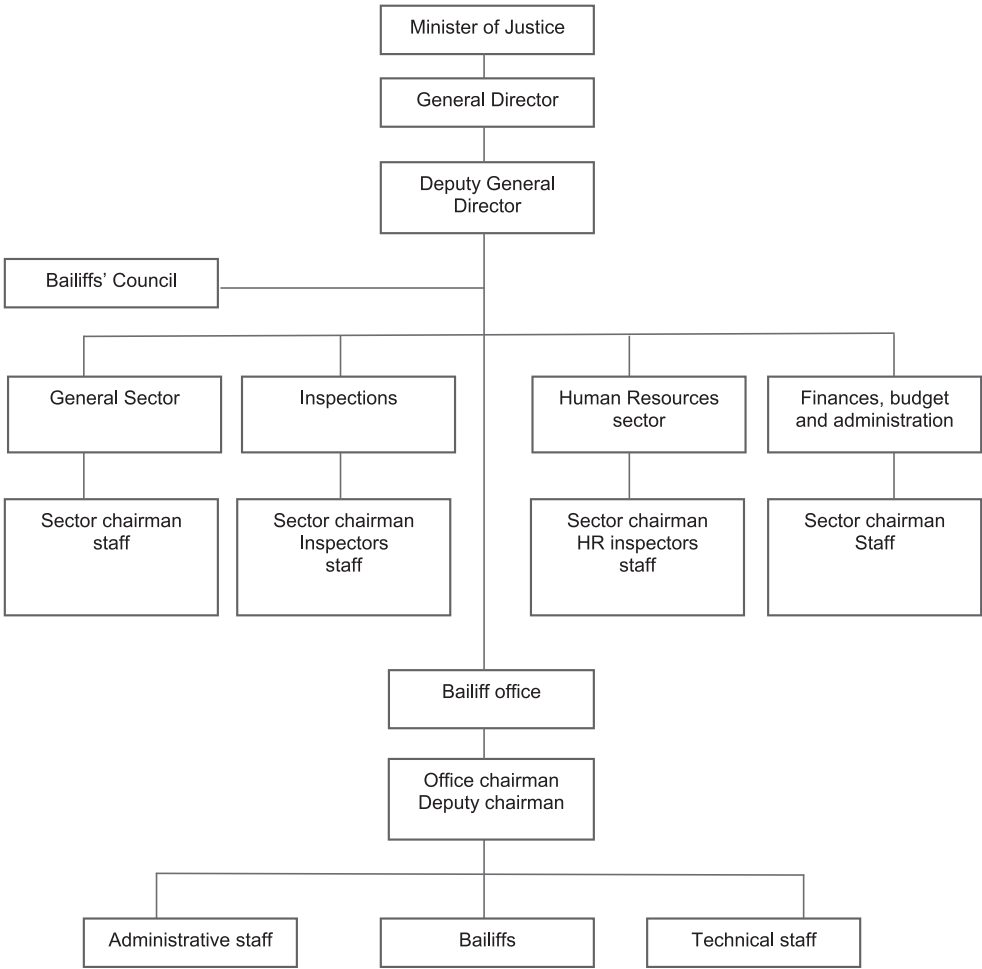 Minister of Justice
General Director
Deputy General
Director
Bailiffs’ Council
General Sector
Inspections
Human Resources
sector
Finances, budget
and administration
Sector chairman
staff
Sector chairman
Inspectors
staff
Sector chairman
HR inspectors
staff
Sector chairman
Staff
Bailiff office
Office chairman
Deputy chairman
Administrative staff
Bailiffs
Technical staff